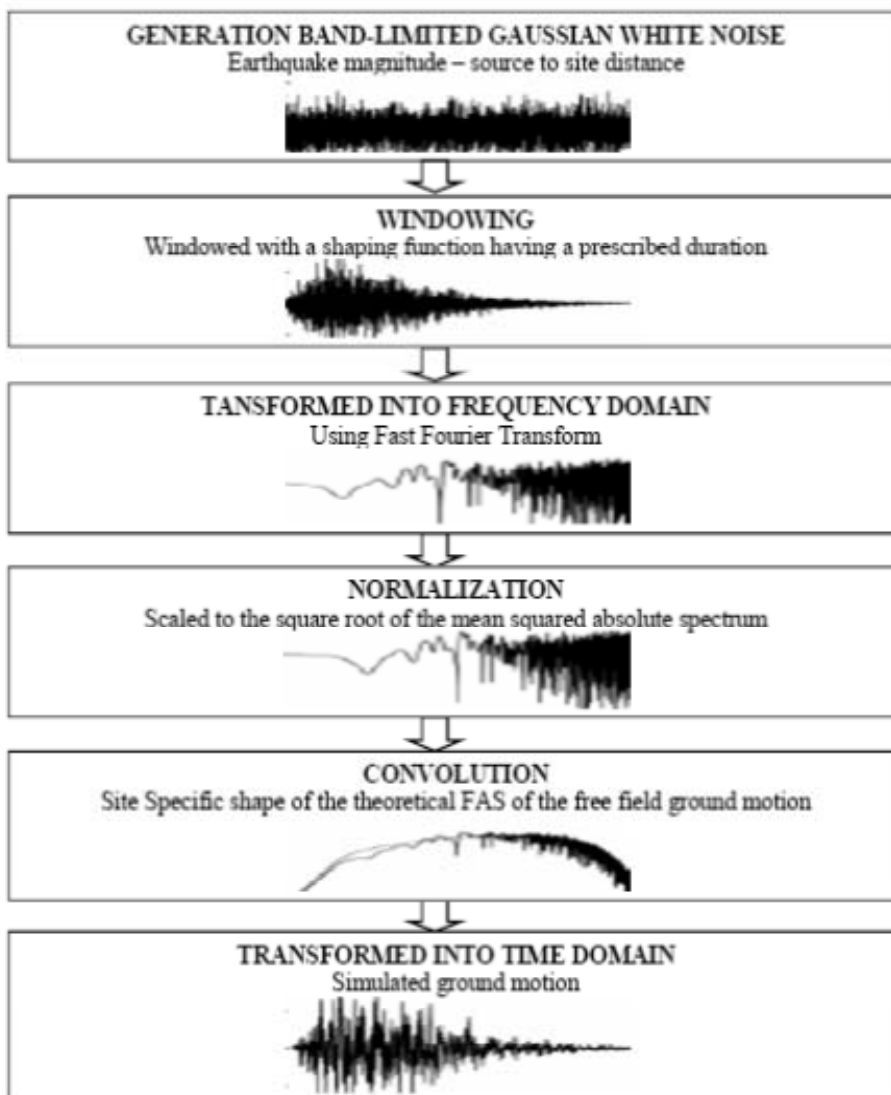 GENERATION BAND-LIMITED GAUSSIAN WHITE NOISE
Earthquake magnitude – source to site distance
WINDOWING
Windowed with a shaping function having a prescribed duration
TANSFORMED INTO FREQUENCY DOMAIN
Using Fast Fourier Transform
NORMALIZATION
Scaled to the square root of the mean squared absolute spectrum
CONVOLUTION
Site Specific shape of the theoretical FAS of the free field ground motion
TRANSFORMED INTO TIME DOMAIN
Simulated ground motion